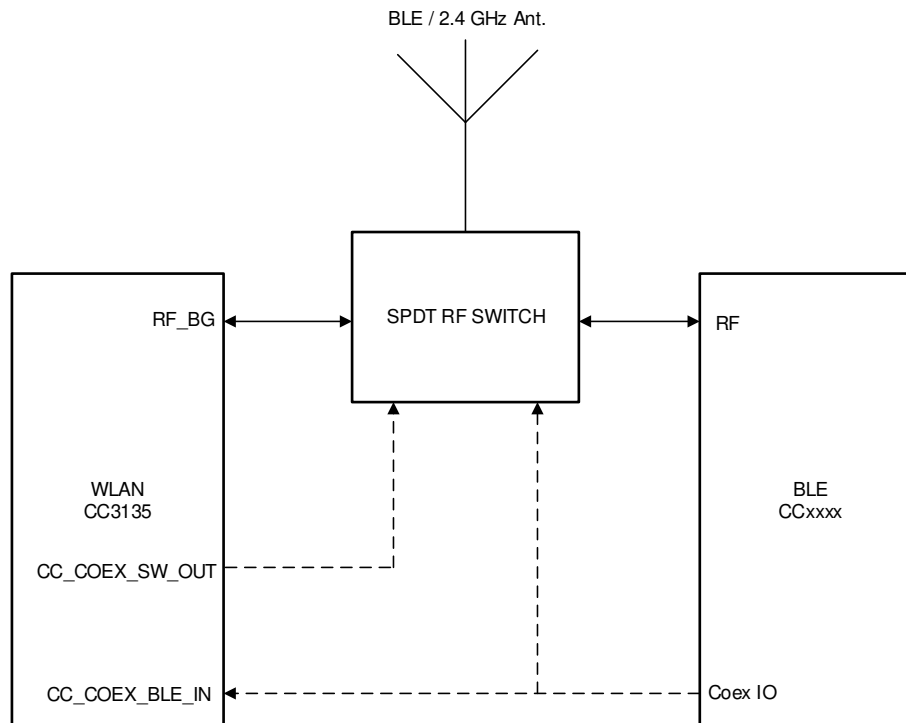 BLE / 2.4 GHz Ant.
RF_BG
SPDT RF SWITCH
RF
WLAN
CC3135
BLE
CCxxxx
CC_COEX_SW_OUT
CC_COEX_BLE_IN
Coex IO